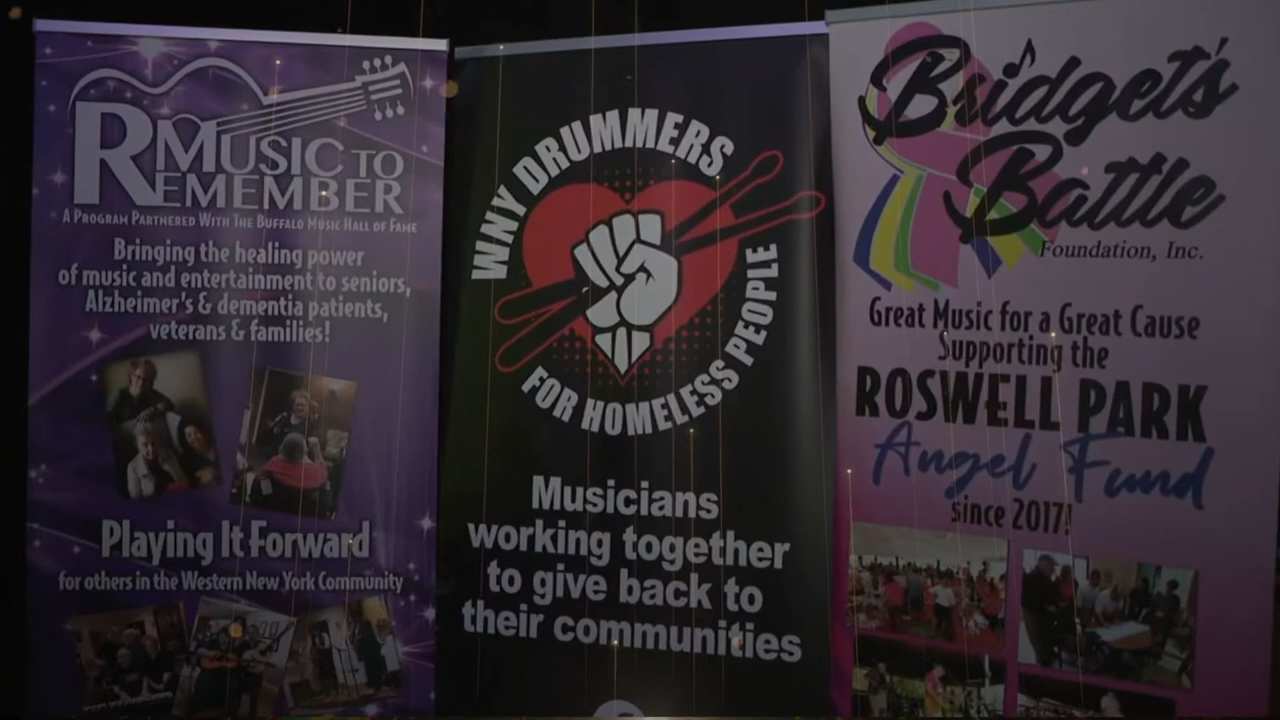 MUSIC TO
REMEMBER
A PROGRAM PARTNERED WITH THE BUFFALO MUSIC HALL OF FAME
Bringing the healing power
of music and entertainment to seniors,
Alzheimer's & dementia patients,
veterans & families!
Playing It Forward
for others in the Western New York Community
WNY DRUMMERS
FOR HOMELESS PEOPLE
Musicians
working together
to give back to
their communities
Bridget's
Battle
Foundation, Inc.
Great Music for a Great Cause
Supporting the
ROSWELL PARK
Angel Fund
since 2017!